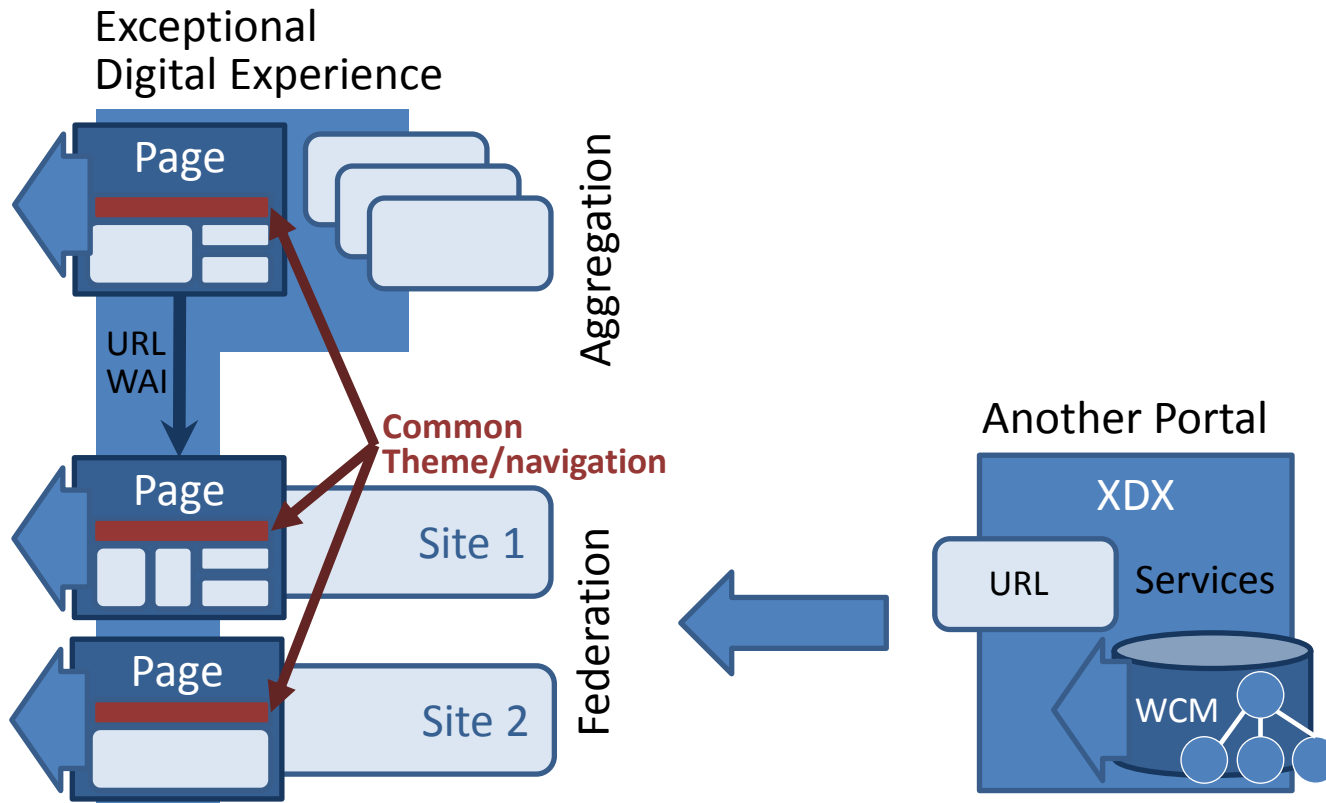 Exceptional
Digital Experience
Page
Aggregation
URL
WAI
Common
Theme/navigation
Page
Site 1
Page
Site 2
Federation
Another Portal
XDX
URL
Services
WCM